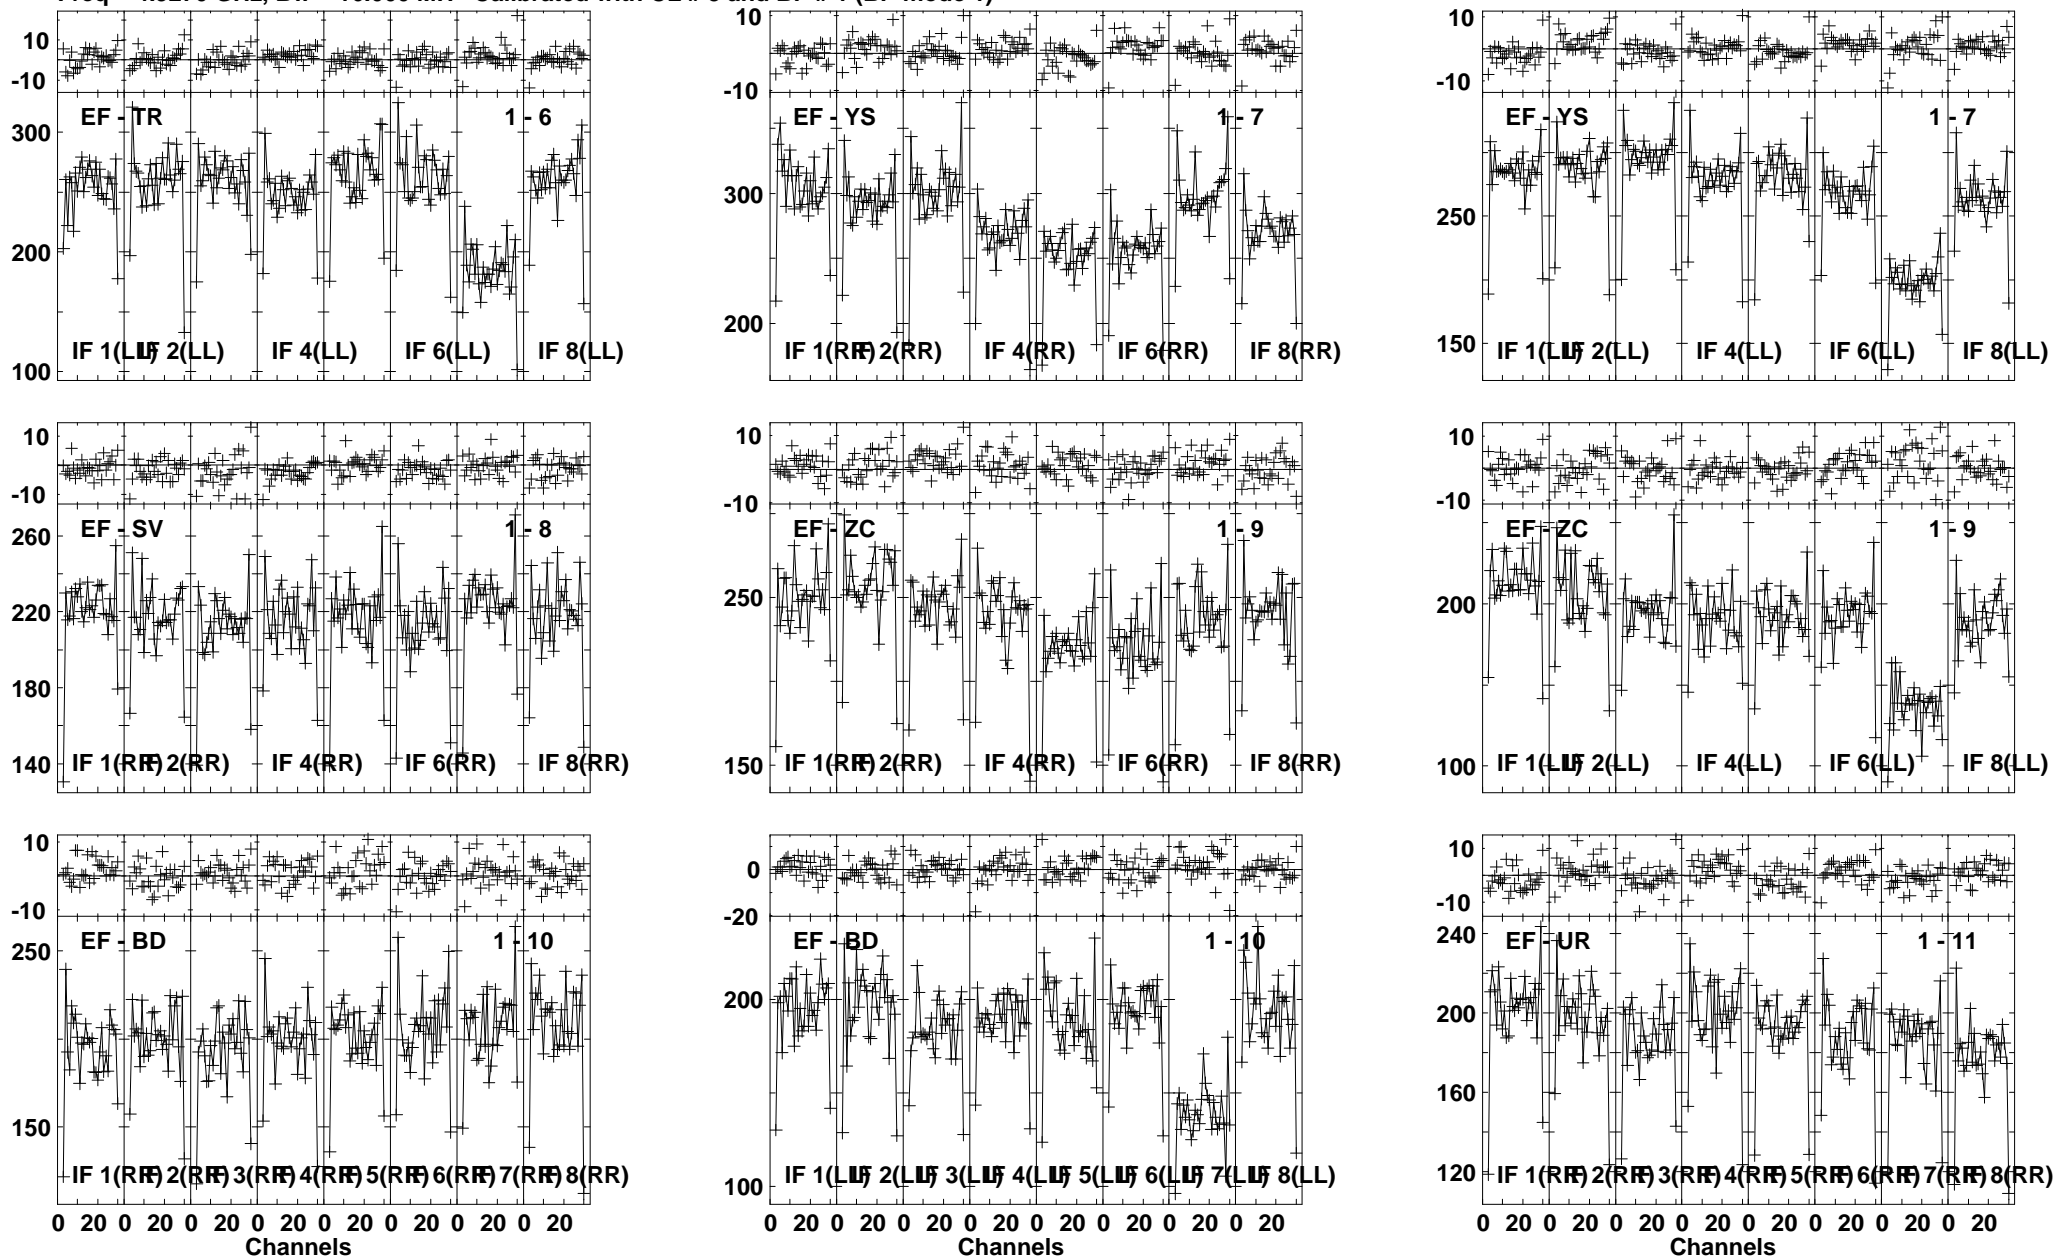 Calibrated with CL # 3 and BP # 1 (BP mode 1)
10
-10
300
200
100
EF - TR
1 - 6
IF 1(LL)
IF 2(LL)
IF 4(LL)
IF 6(LL)
IF 8(LL)
10
-10
300
200
EF - YS
1 - 7
IF 1(RR)
IF 2(RR)
IF 4(RR)
IF 6(RR)
IF 8(RR)
10
-10
250
150
EF - YS
1 - 7
IF 1(LL)
IF 2(LL)
IF 4(LL)
IF 6(LL)
IF 8(LL)
10
-10
260
220
180
140
EF - SV
1 - 8
IF 1(RR)
IF 2(RR)
IF 4(RR)
IF 6(RR)
IF 8(RR)
10
-10
250
150
EF - ZC
1 - 9
IF 1(RR)
IF 2(RR)
IF 4(RR)
IF 6(RR)
IF 8(RR)
10
-10
200
100
EF - ZC
1 - 9
IF 1(LL)
IF 2(LL)
IF 4(LL)
IF 6(LL)
IF 8(LL)
10
-10
250
150
EF - BD
1 - 10
IF 1(RR)
IF 2(RR)
IF 3(RR)
IF 4(RR)
IF 5(RR)
IF 6(RR)
IF 7(RR)
IF 8(RR)
0 20 0 20 0 20 0 20 0 20 0 20 0 20 0 20
Channels
0
-20
200
100
EF - BD
1 - 10
IF 1(LL)
IF 2(LL)
IF 3(LL)
IF 4(LL)
IF 5(LL)
IF 6(LL)
IF 7(LL)
IF 8(LL)
0 20 0 20 0 20 0 20 0 20 0 20 0 20 0 20
Channels
10
-10
240
200
160
120
EF - UR
1 - 11
IF 1(RR)
IF 2(RR)
IF 3(RR)
IF 4(RR)
IF 5(RR)
IF 6(RR)
IF 7(RR)
IF 8(RR)
0 20 0 20 0 20 0 20 0 20 0 20 0 20 0 20
Channels